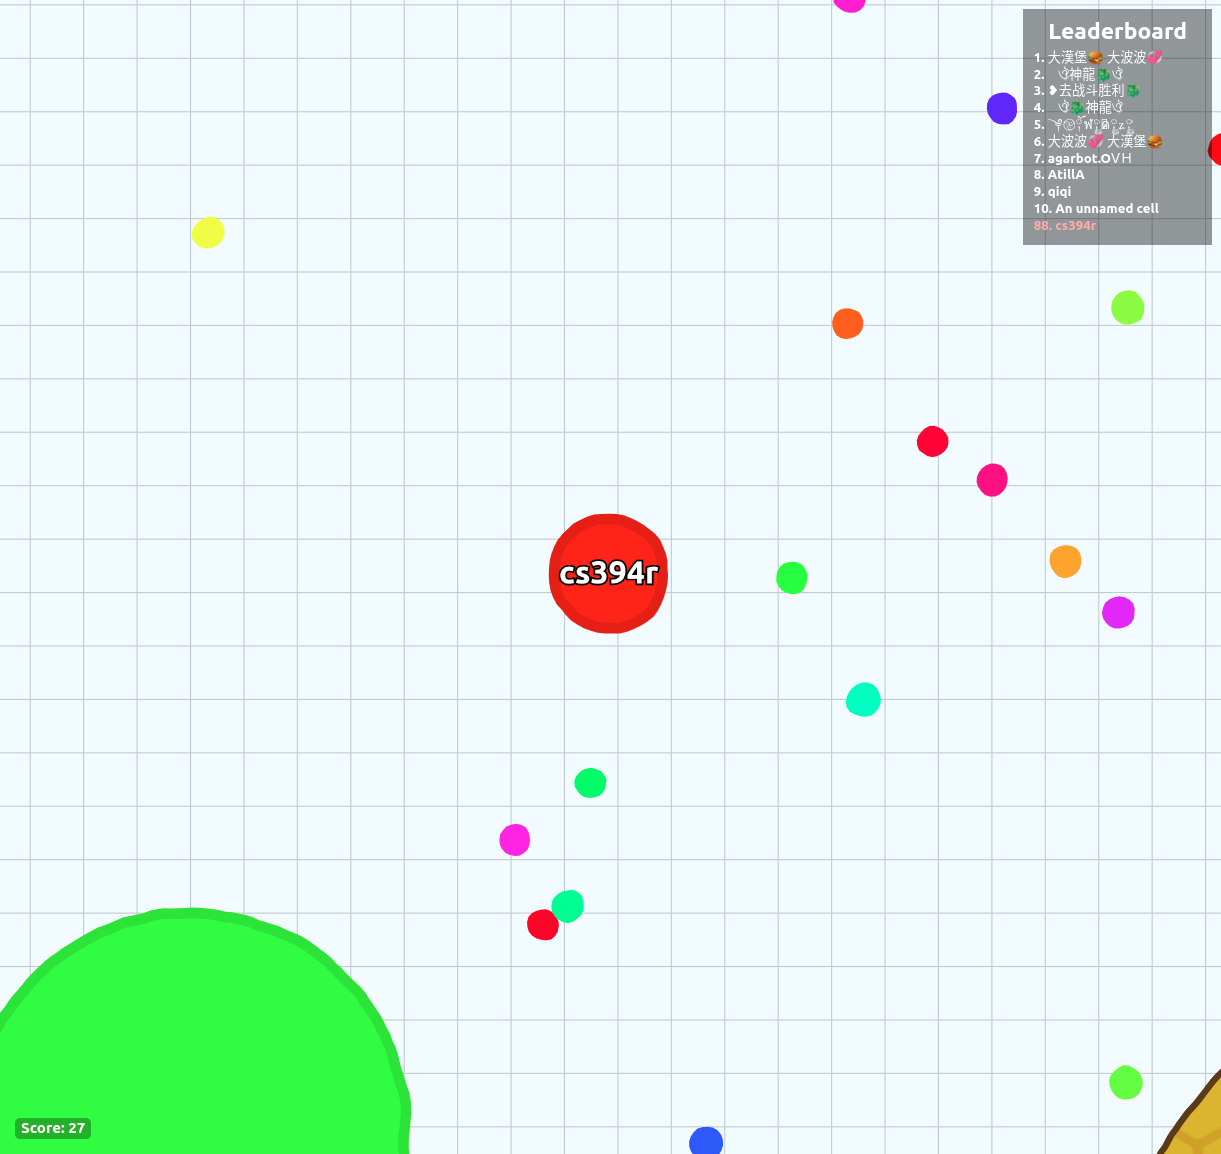 Leaderboard
1. 大漢堡🍔 大波波💞
2. 神龍🐉
3. ❥去战斗胜利🐉
4. 🐉神龍
5.
6. 大波波💞 大漢堡🍔
7. agarbot.OVH
8. AtillA
9. qiqi
10. An unnamed cell
88. cs394r
cs394r
Score: 27